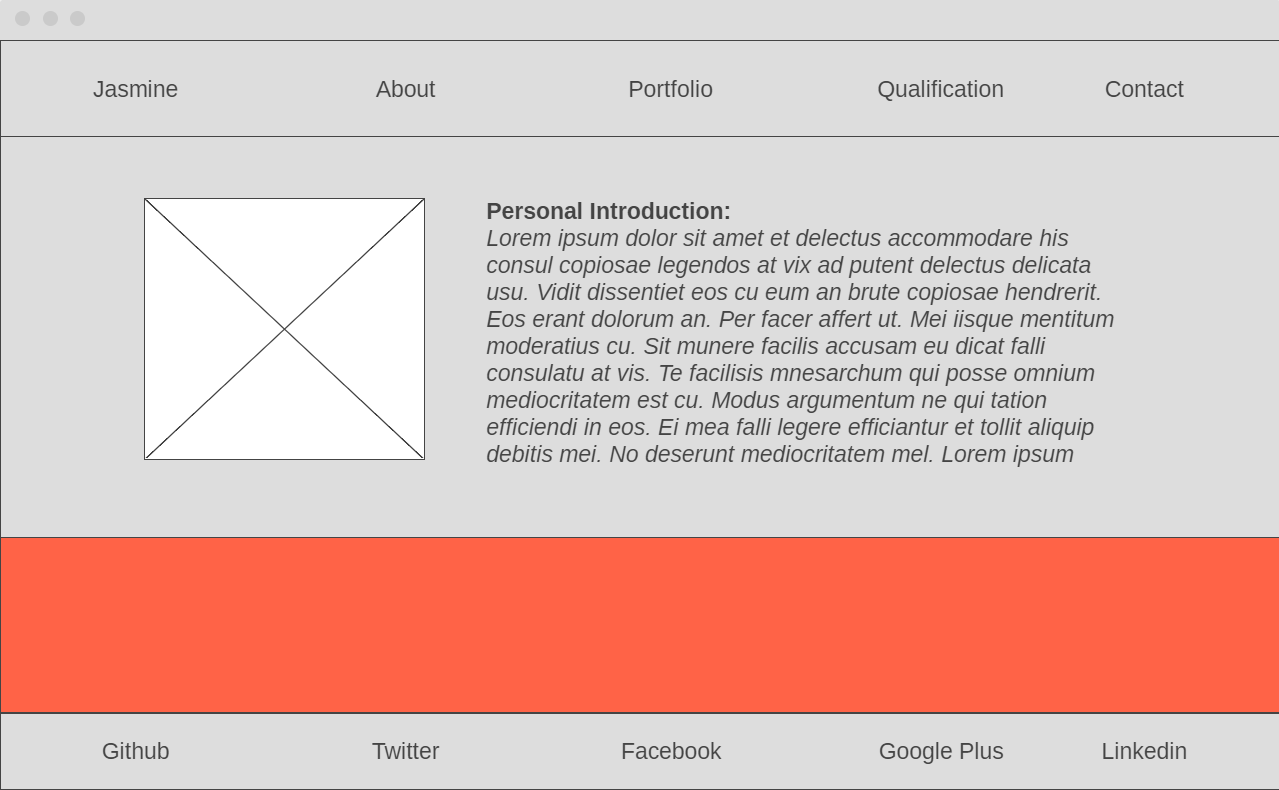 Jasmine About Portfolio Qualification Contact
Personal Introduction:
Lorem ipsum dolor sit amet et delectus accommodare his
consul copiosae legendos at vix ad putent delectus delicata
usu. Vidit dissentiet eos cu eum an brute copiosae hendrerit.
Eos erant dolorum an. Per facer affert ut. Mei iisque mentitum
moderatius cu. Sit munere facilis accusam eu dicat falli
consulatu at vis. Te facilisis mnesarchum qui posse omnium
mediocritatem est cu. Modus argumentum ne qui tation
efficiendi in eos. Ei mea falli legere efficiantur et tollit aliquip
debitis mei. No deserunt mediocritatem mel. Lorem ipsum
Github Twitter Facebook Google Plus Linkedin